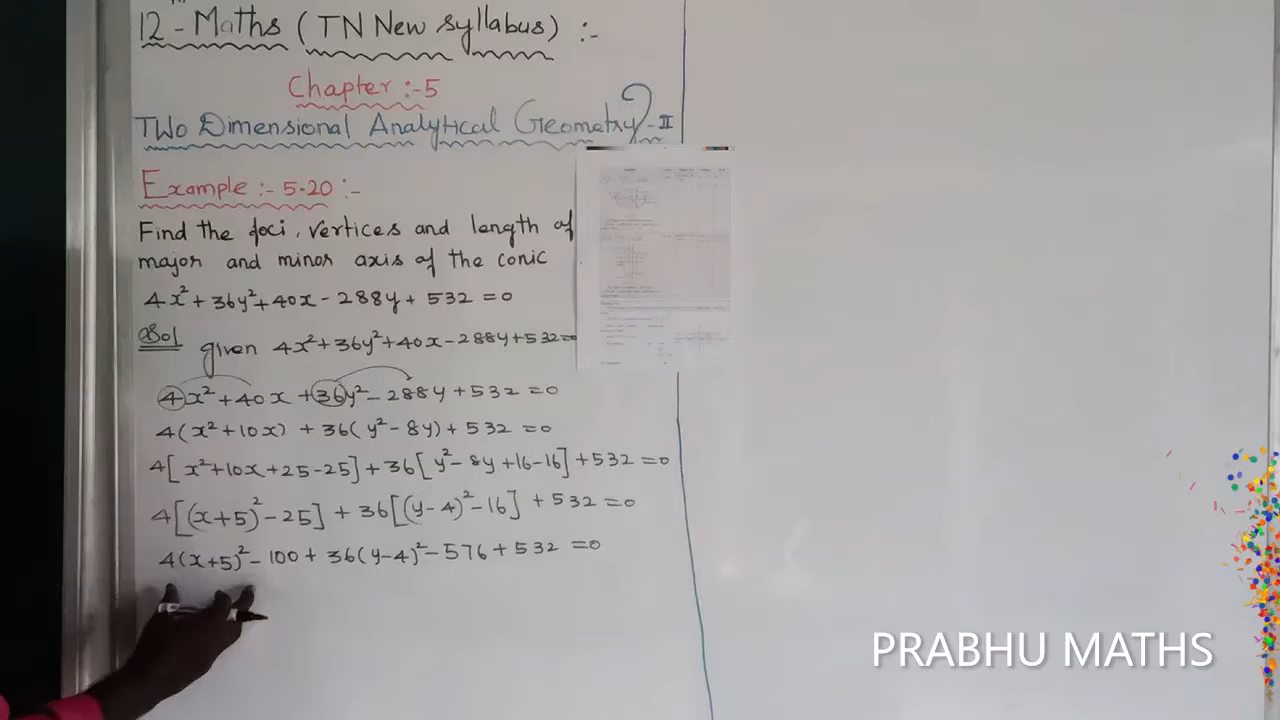 12 - Maths ( TN New syllabus) :-
Chapter :- 5
Two Dimensional Analytical Geometry - II
Example :- 5.20 :-
Find the foci, vertices and length of
major and minor axis of the conic
4x² + 36y² + 40x - 288y + 532 = 0
Sol
given 4x² + 36y² + 40x - 288y + 532 =
4x² + 40x + 36y² - 288y + 532 = 0
4(x² + 10x) + 36(y² - 8y) + 532 = 0
4[x² + 10x + 25 - 25] + 36[y² - 8y + 16 - 16] + 532 = 0
4[(x+5)² - 25] + 36[(y-4)² - 16] + 532 = 0
4(x+5)² - 100 + 36(y-4)² - 576 + 532 = 0
PRABHU MATHS